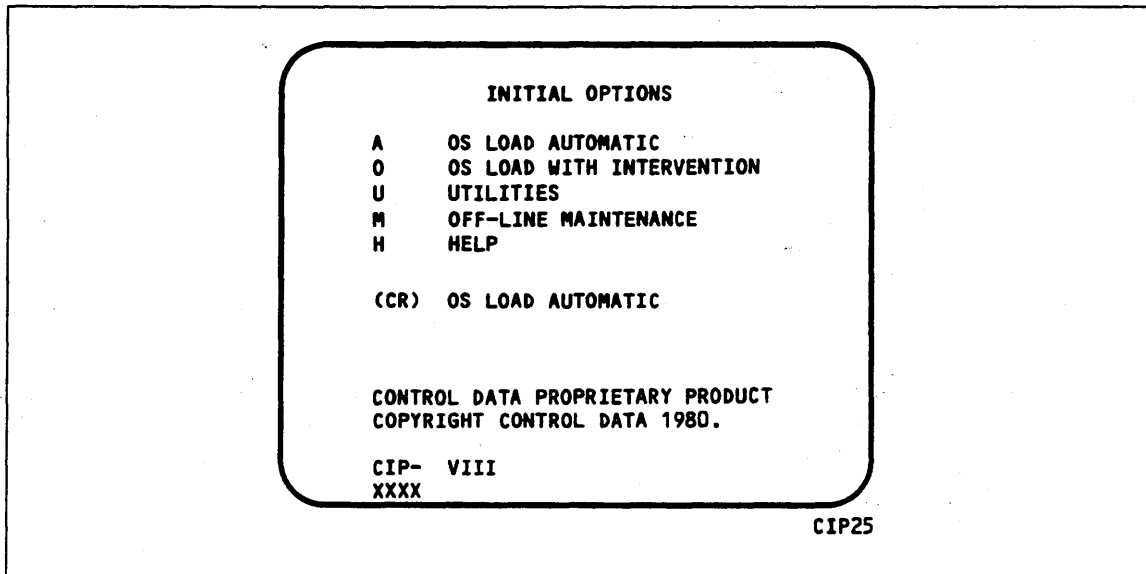 INITIAL OPTIONS
A OS LOAD AUTOMATIC
O OS LOAD WITH INTERVENTION
U UTILITIES
M OFF-LINE MAINTENANCE
H HELP
(CR) OS LOAD AUTOMATIC
CONTROL DATA PROPRIETARY PRODUCT
COPYRIGHT CONTROL DATA 1980.
CIP- VIII
XXXX
CIP25